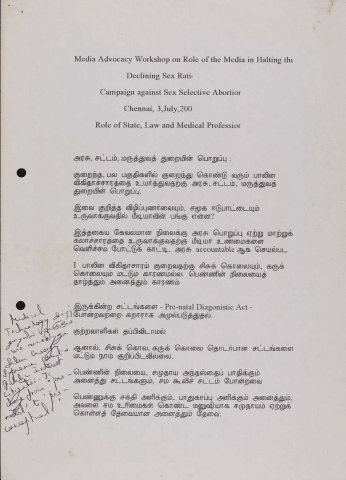 Media Advocacy Workshop on Role of the Media in Halting the
Declining Sex Rati
Campaign against Sex Selective Abortion
Chennai, 3,July,200
Role of State, Law and Medical Profession
அரசு, சட்டம், மருத்துவத் துறையின் பொறுப்பு :
குறைந்த, பல பகுதிகளில் குறைந்து கொண்டு வரும் பாலின
விகிதாச்சாரத்தை உயர்த்துவதற்கு அரசு, சட்டம், மருத்துவத்
துறையின் பொறுப்பு.
இவை குறித்த விழிப்புணர்வையும், சமூக ஈடுபாட்டையும்
உருவாக்குவதில் மீடியாவின் பங்கு என்ன?
இத்தகைய கேவலமான நிலைக்கு அரசு பொறுப்பு ஏற்று மாற்றுக்
கலாச்சாரத்தை உருவாக்குவதற்கு மீடியா உண்மைகளை
வெளிச்சம் போட்டுக் காட்டி, அரசு accountable ஆக செயல்பட
I பாலின விகிதாசாரம் குறைவதற்கு சிசுக் கொலையும், கருக்
கொலையும் மட்டும் காரணமல்ல. பெண்ணின் நிலையைத்
தாழ்த்தும் அனைத்தும் காரணம்
இருக்கின்ற சட்டங்களை - Pre-natal Diagonistic Act -
போன்றவற்றை கறாராக அமுல்படுத்துதல்.
குற்றவாளிகள் தப்பிவிடாமல்
ஆனால், சிசுக் கொலை, கருக் கொலை தொடர்பான சட்டங்களை
மட்டும் நாம் குறிப்பிடவில்லை.
பெண்ணின் நிலையை, சமுதாய அந்தஸ்தைப் பாதிக்கும்
அனைத்து சட்டங்களும், சம கூலிச் சட்டம் போன்றவை
பெண்ணுக்கு சக்தி அளிக்கும், பாதுகாப்பு அளிக்கும் அனைத்தும்,
அவளை சம உரிமைகள் கொண்ட மனுஷியாக சமுதாயம் ஏற்றுக்
கொள்ளத் தேவையான அனைத்தும் தேவை.
Medical
Technology